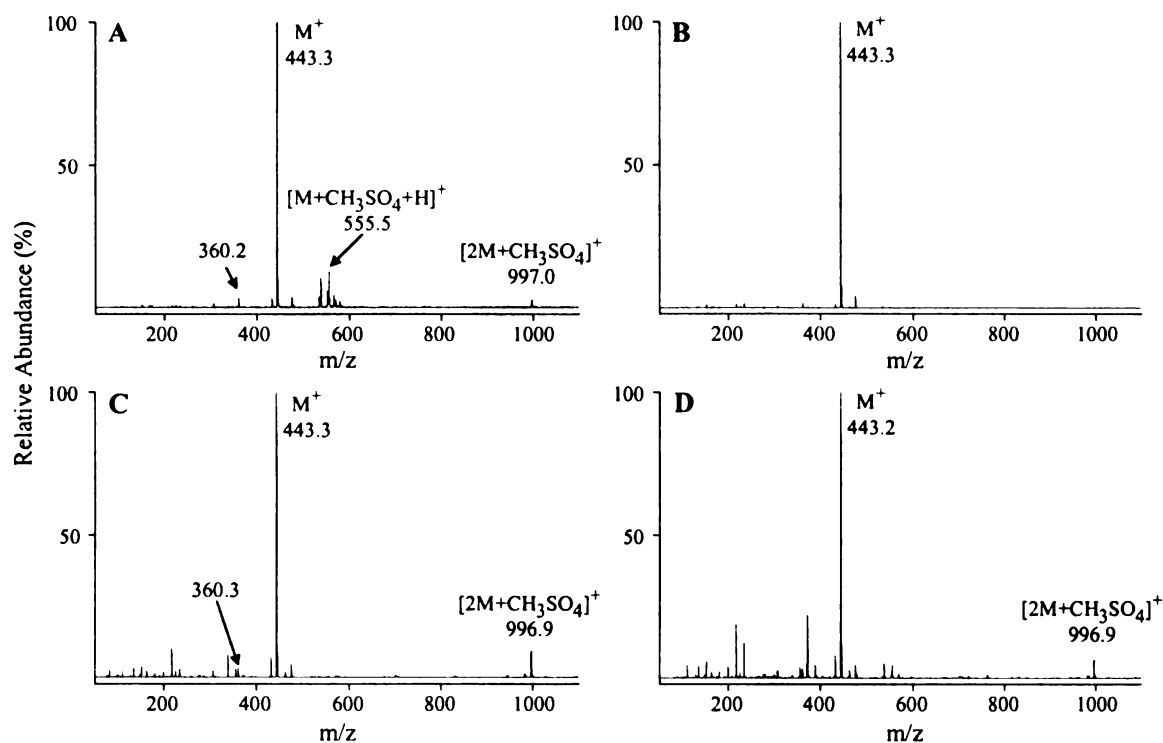 Relative Abundance (%)
A
100
50
M+
443.3
[M+CH₃SO₄+H]+
555.5
360.2
[2M+CH₃SO₄]+
997.0
200 400 600 800 1000
m/z
B
100
50
M+
443.3
200 400 600 800 1000
m/z
C
100
50
M+
443.3
360.3
[2M+CH₃SO₄]+
996.9
200 400 600 800 1000
m/z
D
100
50
M+
443.2
[2M+CH₃SO₄]+
996.9
200 400 600 800 1000
m/z